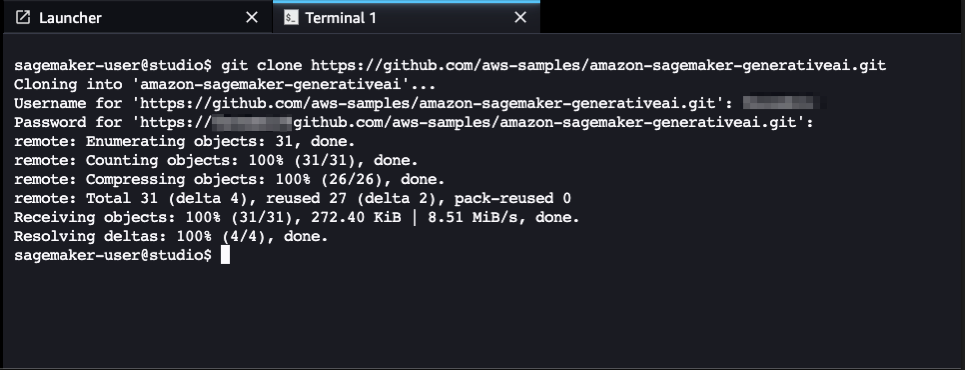 Launcher
Terminal 1
sagemaker-user@studio$ git clone https://github.com/aws-samples/amazon-sagemaker-generativeai.git
Cloning into 'amazon-sagemaker-generativeai'...
Username for 'https://github.com/aws-samples/amazon-sagemaker-generativeai.git':
Password for 'https://github.com/aws-samples/amazon-sagemaker-generativeai.git':
remote: Enumerating objects: 31, done.
remote: Counting objects: 100% (31/31), done.
remote: Compressing objects: 100% (26/26), done.
remote: Total 31 (delta 4), reused 27 (delta 2), pack-reused 0
Receiving objects: 100% (31/31), 272.40 KiB | 8.51 MiB/s, done.
Resolving deltas: 100% (4/4), done.
sagemaker-user@studio$